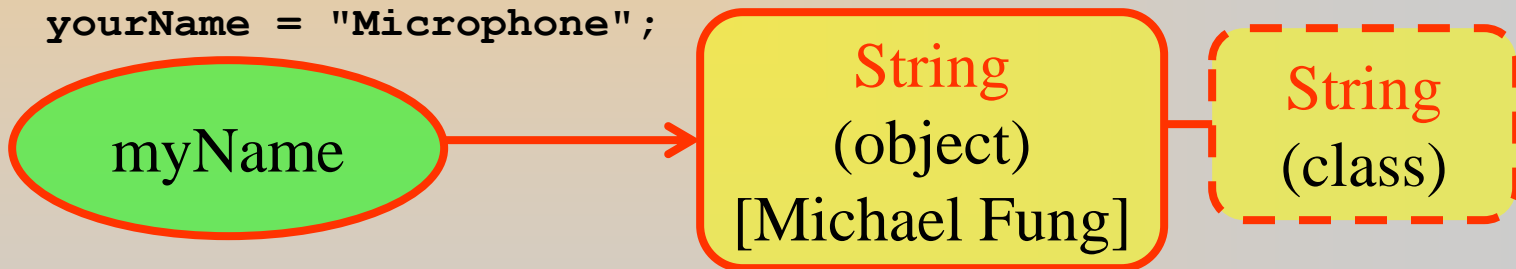 yourName = "Microphone";
myName
String
(object)
[Michael Fung]
String
(class)